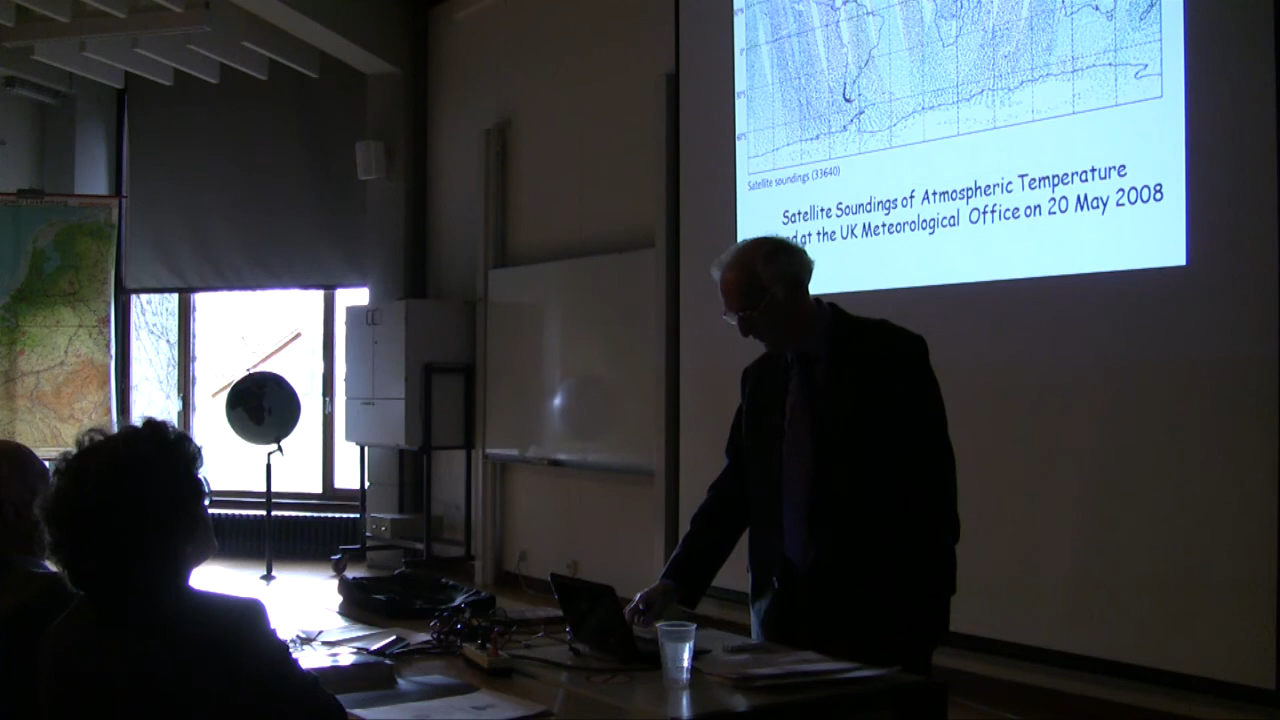 Satellite soundings (33640)
Satellite Soundings of Atmospheric Temperature
at the UK Meteorological Office on 20 May 2008